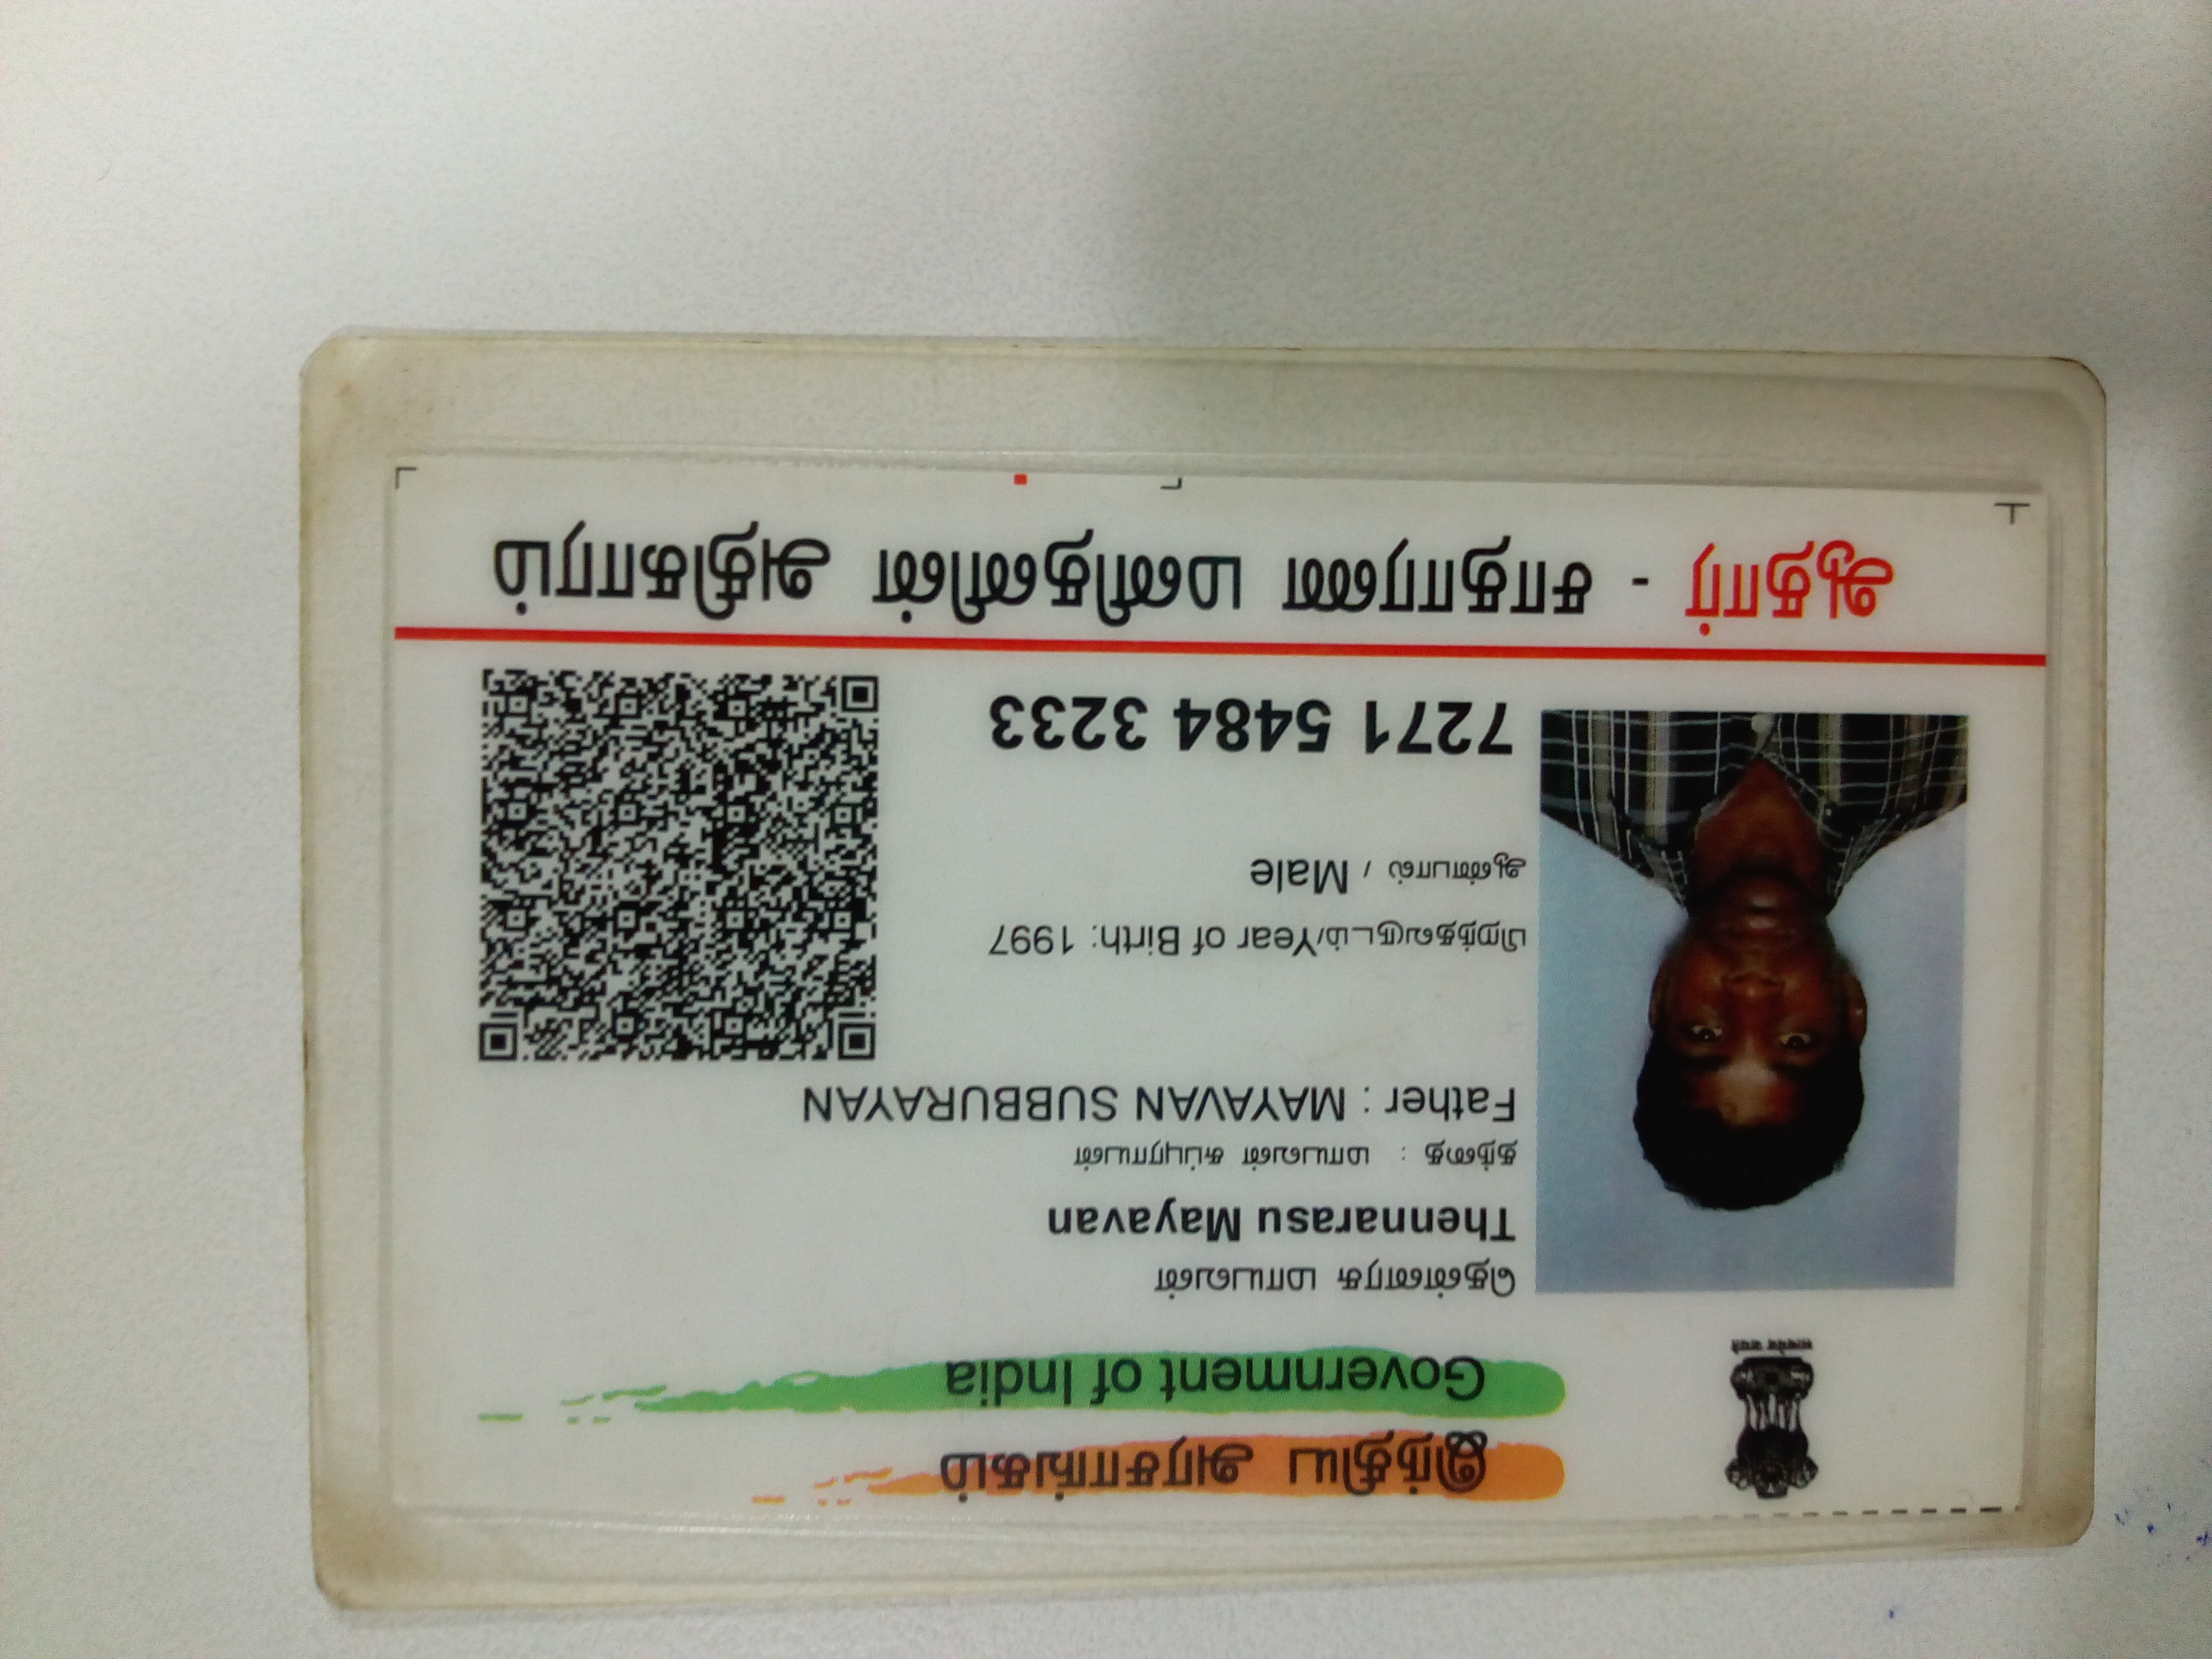 இந்திய அரசாங்கம்
Government of India
தென்னரசு மாயவன்
Thennarasu Mayavan
தந்தை : மாயவன் சுப்புராயன்
Father : MAYAVAN SUBBURAYAN
பிறந்தவருடம்/Year of Birth: 1997
ஆண்பால் / Male
7271 5484 3233
ஆதார் - சாதாரண மனிதனின் அதிகாரம்